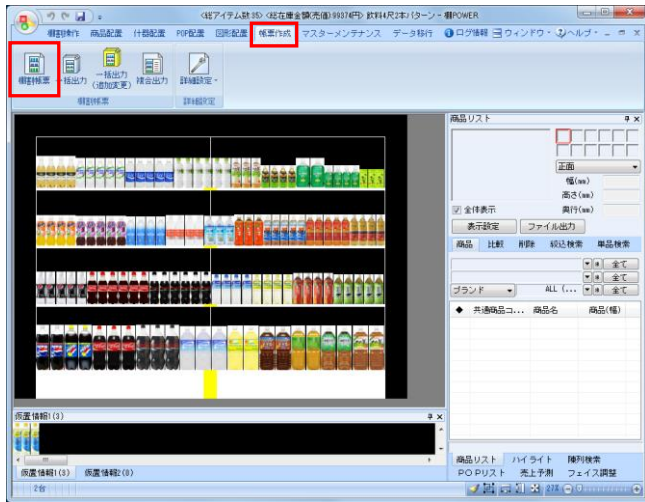 <総アイテム数:35> <総在庫金額(売価):99374円> 飲料4尺2本パターン - 棚POWER
棚割操作 商品配置 什器配置 POP配置 図形配置 帳票作成 マスターメンテナンス データ移行 ログ情報 ウィンドウ ヘルプ
棚割帳票 一括出力 一括出力(追加変更) 複合出力 詳細設定
棚割帳票 詳細設定
商品リスト
正面
幅(mm)
高さ(mm)
全体表示 奥行(mm)
表示設定 ファイル出力
商品 比較 削除 絞込検索 単品検索
全て
全て
ブランド ALL (... 全て
◆ 共通商品コ... 商品名 商品(幅)
仮置情報1(3)
仮置情報1(3) 仮置情報2(0)
商品リスト ハイライト 陳列検索
POPリスト 売上予測 フェイス調整
2台 27%